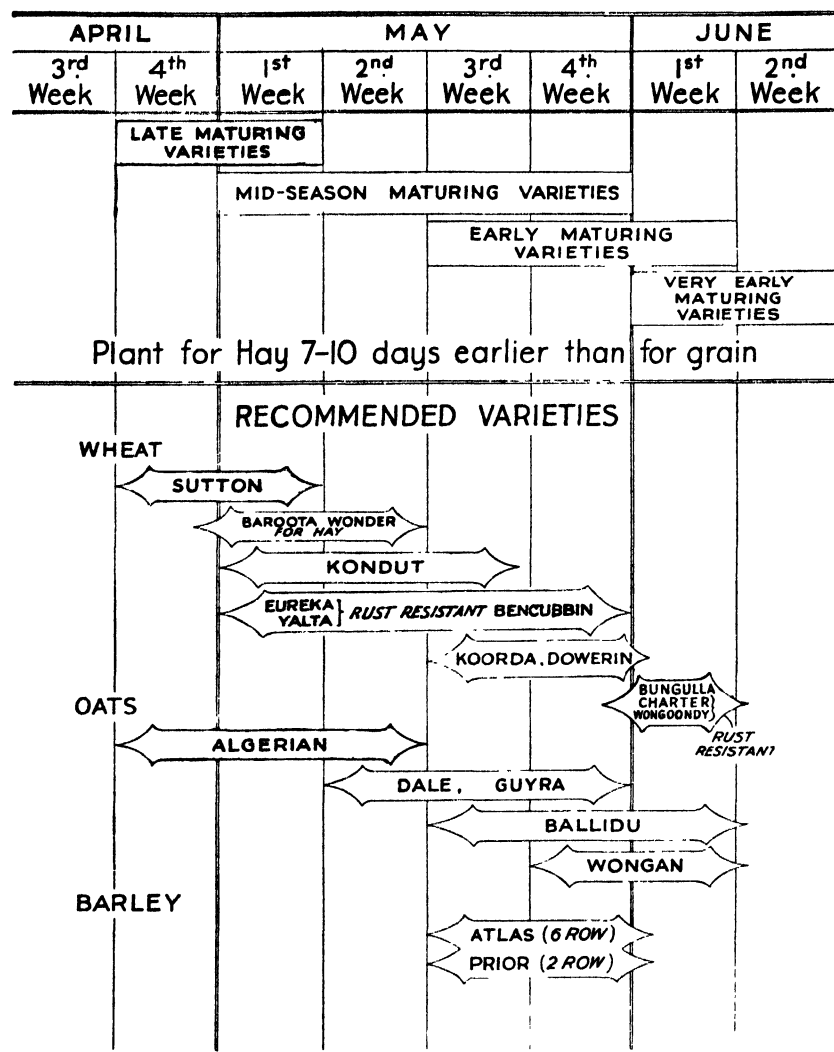 APRIL MAY JUNE
3rd 4th 1st 2nd 3rd 4th 1st 2nd
Week Week Week Week Week Week Week Week
LATE MATURING
VARIETIES
MID-SEASON MATURING VARIETIES
EARLY MATURING
VARIETIES
VERY EARLY
MATURING
VARIETIES
Plant for Hay 7-10 days earlier than for grain
RECOMMENDED VARIETIES
WHEAT
SUTTON
BAROOTA WONDER
FOR HAY
KONDUT
EUREKA
YALTA } RUST RESISTANT BENCUBBIN
KOORDA, DOWERIN
BUNGULLA
CHARTER
WONGOONDY}
RUST
RESISTANT
OATS
ALGERIAN
DALE, GUYRA
BALLIDU
WONGAN
BARLEY
ATLAS (6 ROW)
PRIOR (2 ROW)